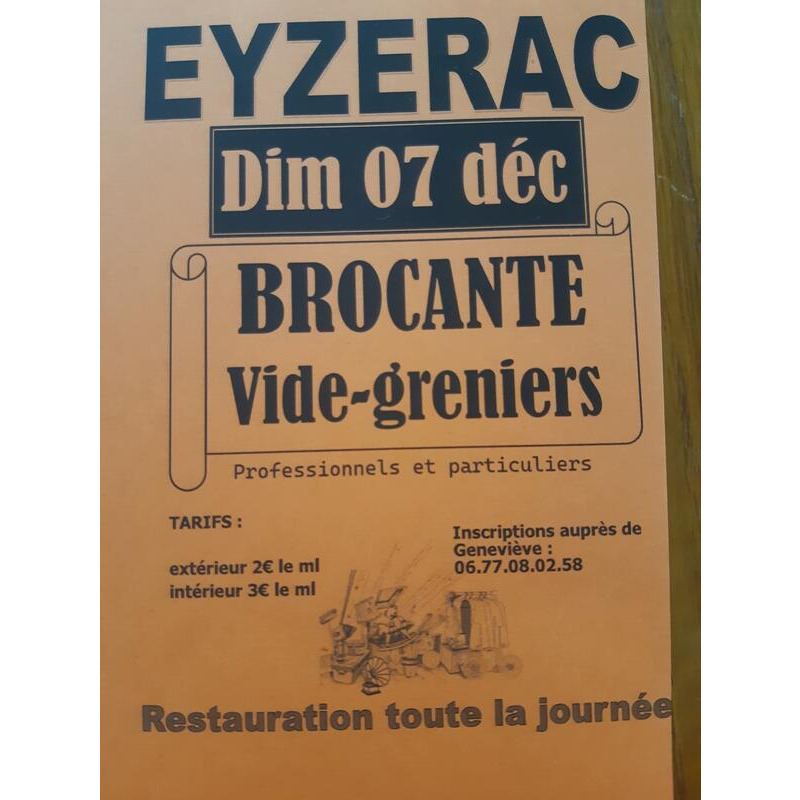 EYZERAC
Dim 07 déc
BROCANTE
Vide-greniers
Professionnels et particuliers
TARIFS :
extérieur 2€ le ml
intérieur 3€ le ml
Inscriptions auprès de
Geneviève :
06.77.08.02.58
Restauration toute la journée